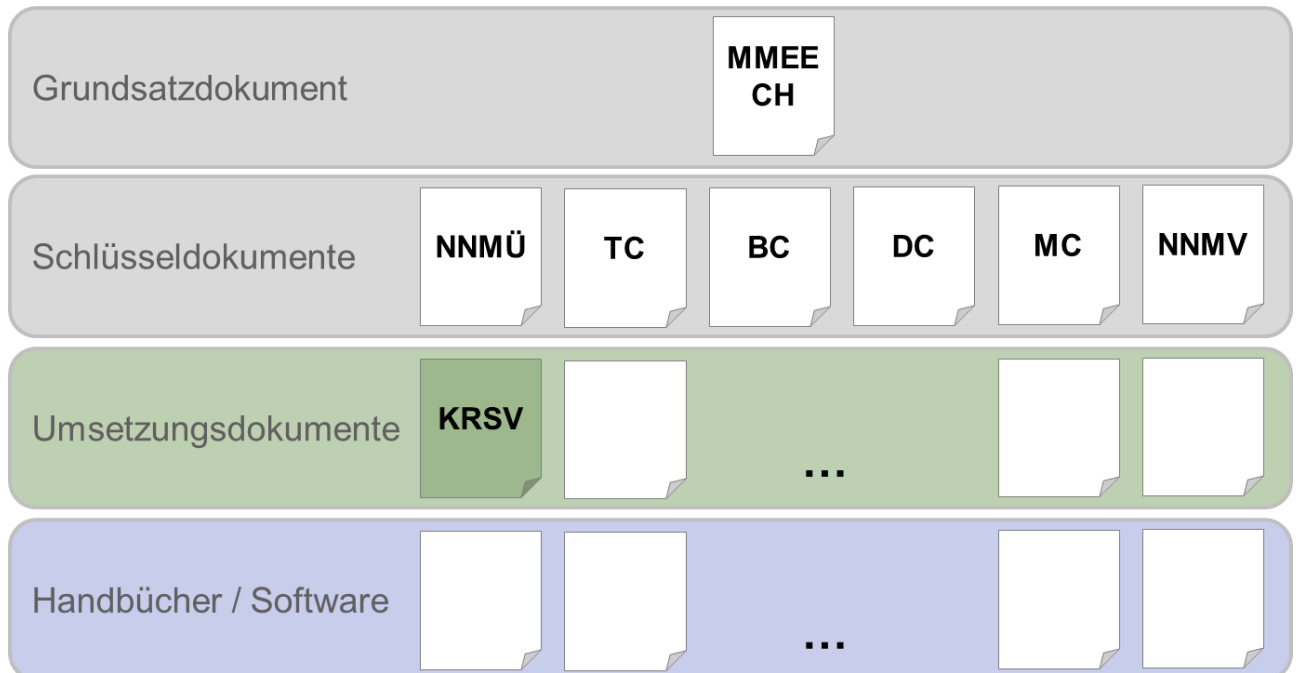 MMEE
CH
Grundsatzdokument
Schlüsseldokumente
NNMÜ
TC
BC
DC
MC
NNMV
Umsetzungsdokumente
KRSV
...
Handbücher / Software
...